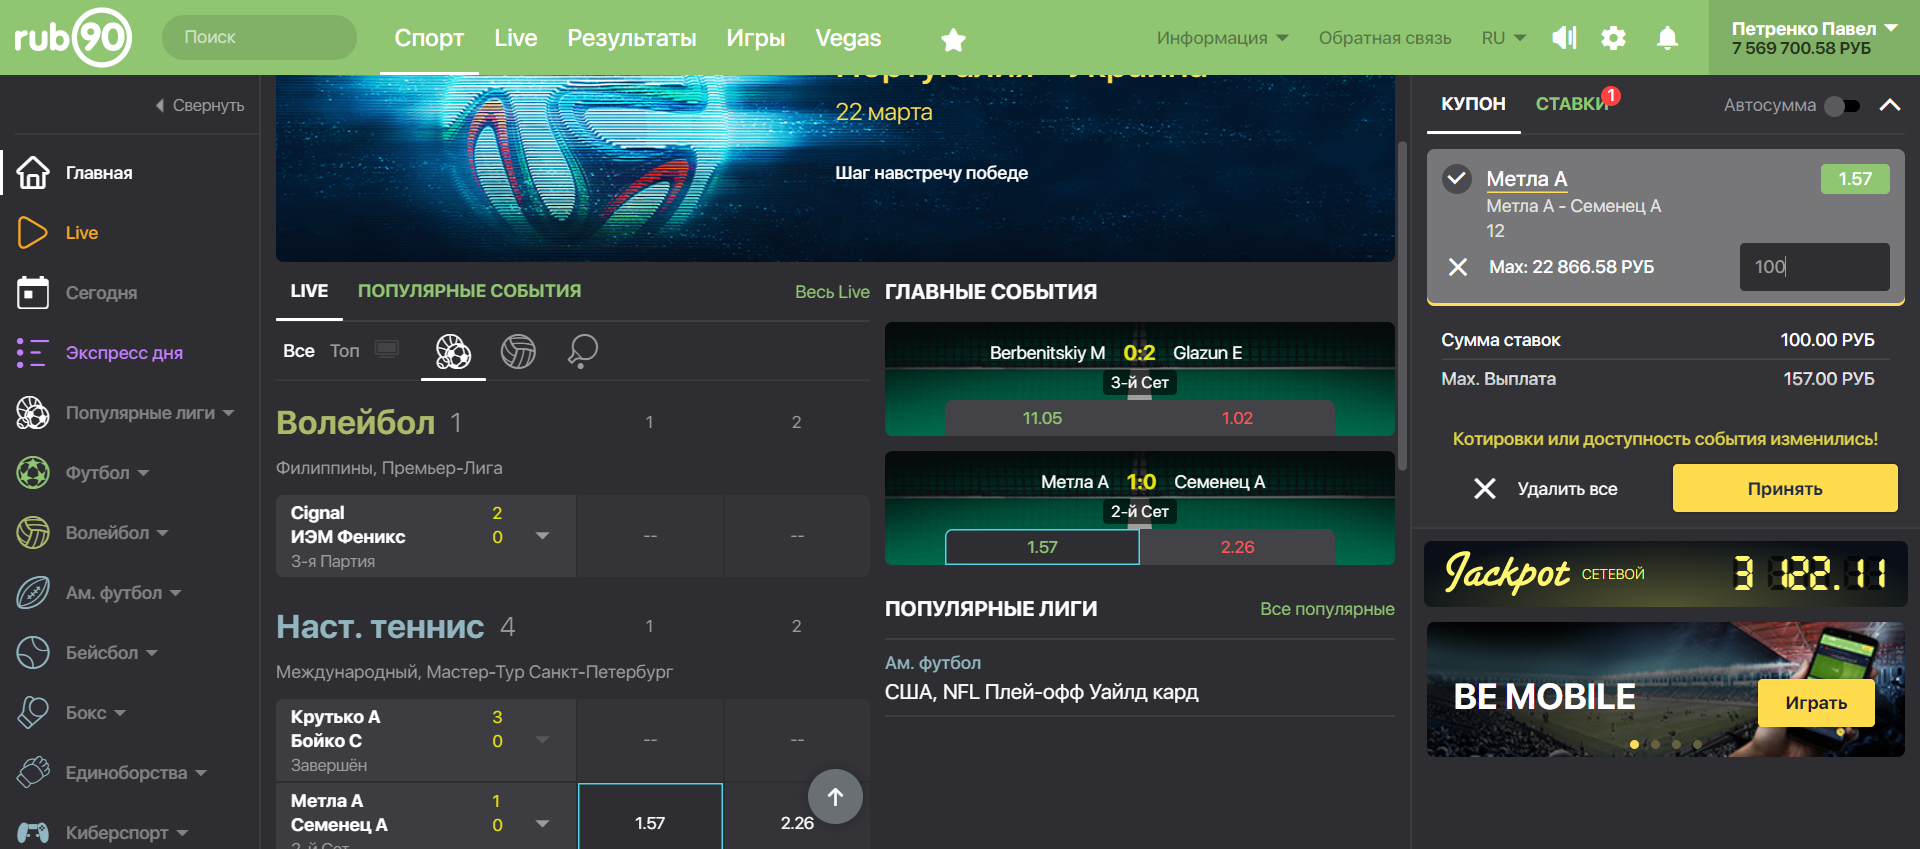 rub90
Поиск
Спорт
Live
Результаты
Игры
Vegas
Информация
Обратная связь
RU
Петренко Павел
7 569 700.58 РУБ
Свернуть
Главная
Live
Сегодня
Экспресс дня
Популярные лиги
Футбол
Волейбол
Ам. футбол
Бейсбол
Бокс
Единоборства
Киберспорт
Португалия - Украина
22 марта
Шаг навстречу победе
LIVE
ПОПУЛЯРНЫЕ СОБЫТИЯ
Весь Live
Все
Топ
Волейбол 1
1
2
Филиппины, Премьер-Лига
Cignal 2
ИЭМ Феникс 0
3-я Партия
--
--
Наст. теннис 4
1
2
Международный, Мастер-Тур Санкт-Петербург
Крутько А 3
Бойко С 0
Завершён
--
--
Метла А 1
Семенец А 0
2-й Сет
1.57
2.26
ГЛАВНЫЕ СОБЫТИЯ
Berbenitskiy M 0:2 Glazun E
3-й Сет
11.05
1.02
Метла А 1:0 Семенец А
2-й Сет
1.57
2.26
ПОПУЛЯРНЫЕ ЛИГИ
Все популярные
Ам. футбол
США, NFL Плей-офф Уайлд кард
КУПОН
СТАВКИ
1
Автосумма
Метла А
1.57
Метла А - Семенец А
12
Max: 22 866.58 РУБ
100
Сумма ставок
100.00 РУБ
Мах. Выплата
157.00 РУБ
Котировки или доступность события изменились!
Удалить все
Принять
Jackpot СЕТЕВОЙ
3 122.11
BE MOBILE
Играть